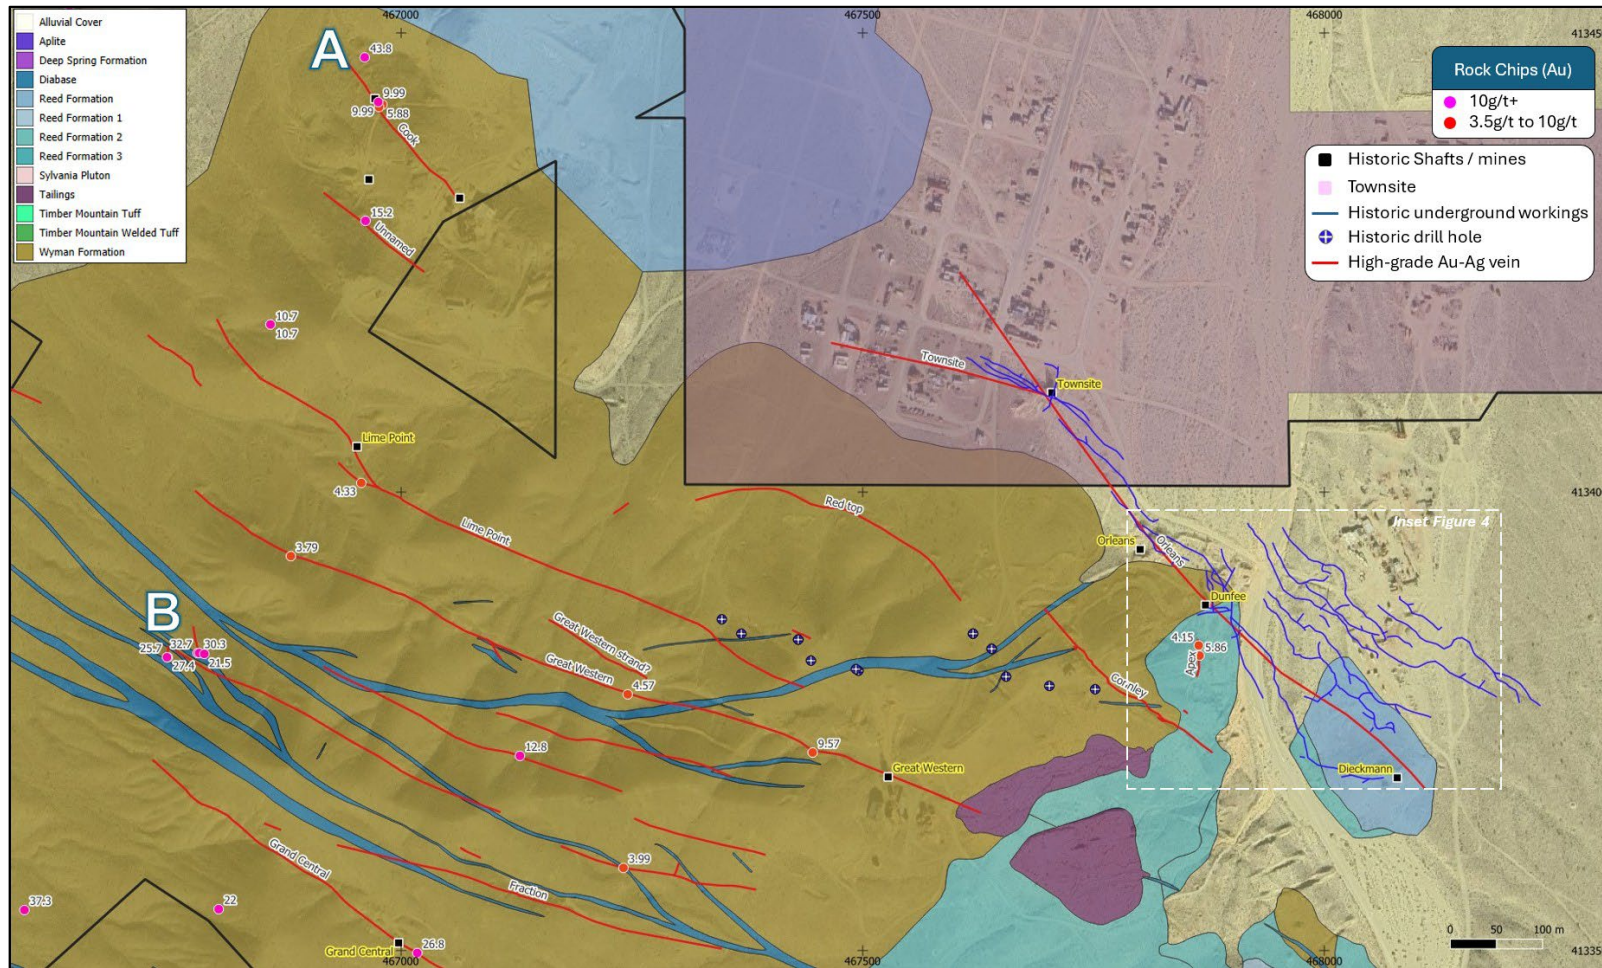 467000
467500
468000
41345
Alluvial Cover
Aplite
Deep Spring Formation
Diabase
Reed Formation
Reed Formation 1
Reed Formation 2
Reed Formation 3
Sylvania Pluton
Tailings
Timber Mountain Tuff
Timber Mountain Welded Tuff
Wyman Formation
Rock Chips (Au)
10g/t+
3.5g/t to 10g/t
Historic Shafts / mines
Townsite
Historic underground workings
Historic drill hole
High-grade Au-Ag vein
A
43.8
9.99
9.99
5.88
Cook
15.2
Unnamed
10.7
10.7
Townsite
Townsite
Lime Point
4.33
41340
Red top
Inset Figure 4
Lime Point
Orleans
Orleans
3.79
B
Dunfee
25.7
32.7
30.3
27.4
21.5
Great Western strand?
Great Western
4.57
4.15
5.86
Apex
Cornley
12.8
9.57
Great Western
Dieckmann
Grand Central
3.99
Fraction
37.3
22
Grand Central
26.8
0
50
100 m
467000
467500
468000
41335